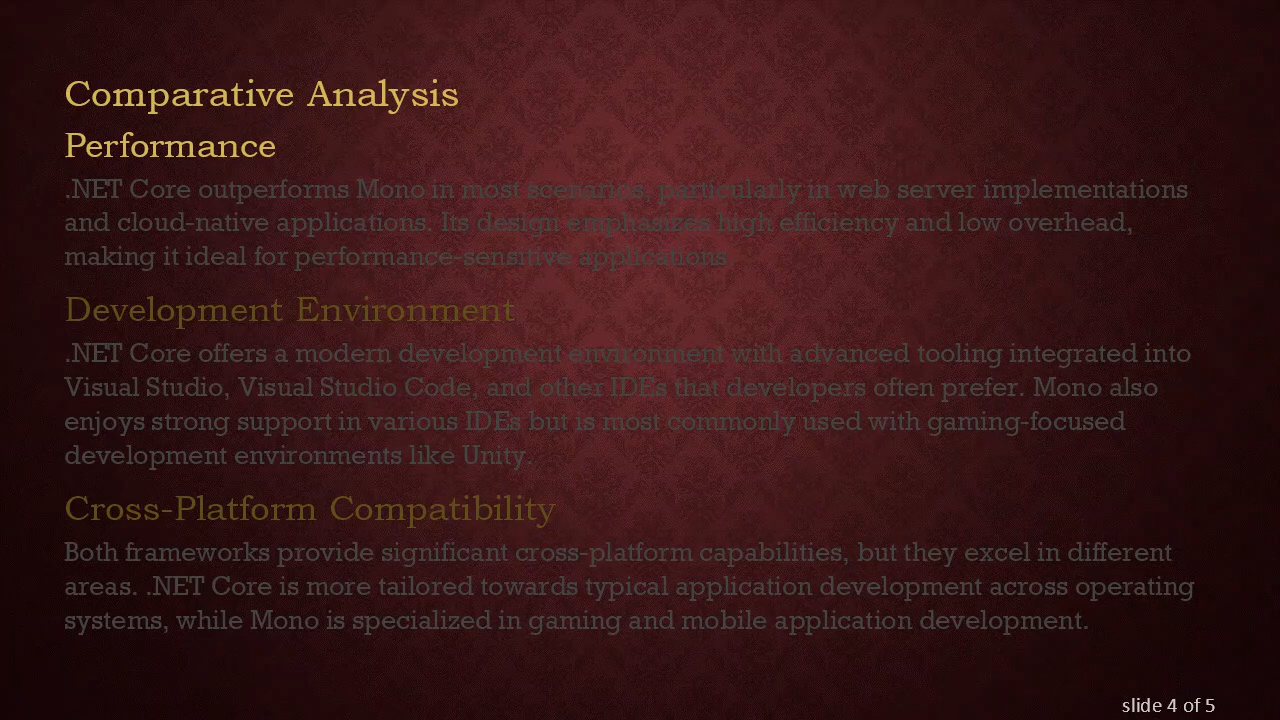 Comparative Analysis
Performance
.NET Core outperforms Mono in most scenarios, particularly in web server implementations
and cloud-native applications. Its design emphasizes high efficiency and low overhead,
making it ideal for performance-sensitive applications.
Development Environment
.NET Core offers a modern development environment with advanced tooling integrated into
Visual Studio, Visual Studio Code, and other IDEs that developers often prefer. Mono also
enjoys strong support in various IDEs but is most commonly used with gaming-focused
development environments like Unity.
Cross-Platform Compatibility
Both frameworks provide significant cross-platform capabilities, but they excel in different
areas. .NET Core is more tailored towards typical application development across operating
systems, while Mono is specialized in gaming and mobile application development.
slide 4 of 5